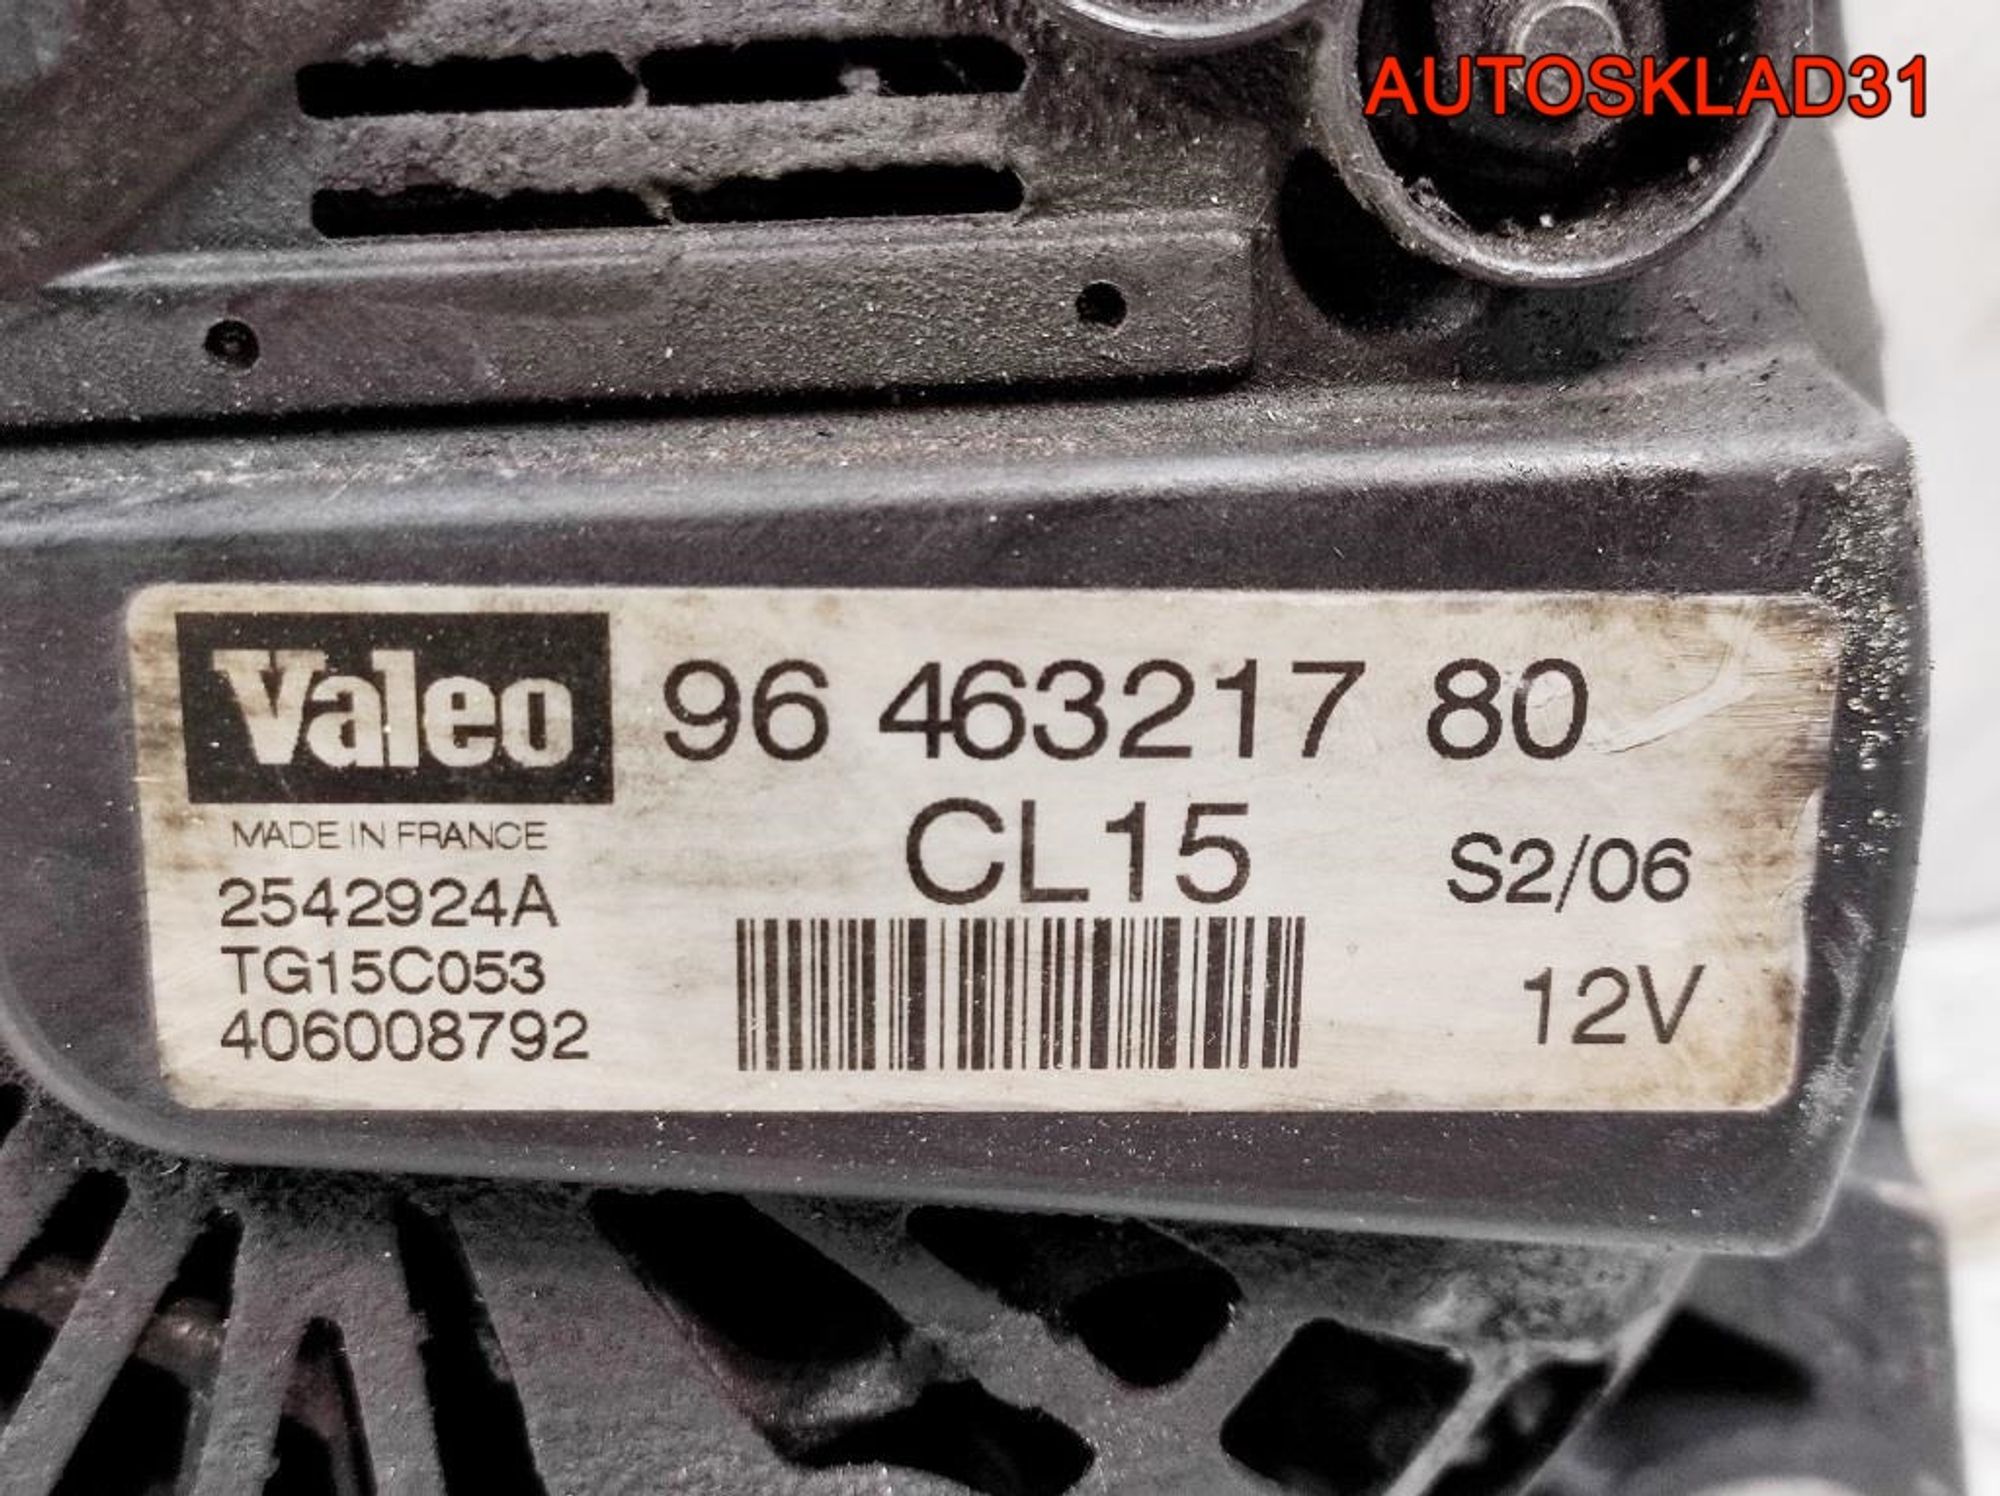 AUTOSKLAD31
Valeo 96 463217 80
MADE IN FRANCE CL15 S2/06
2542924A
TG15C053
406008792 12V